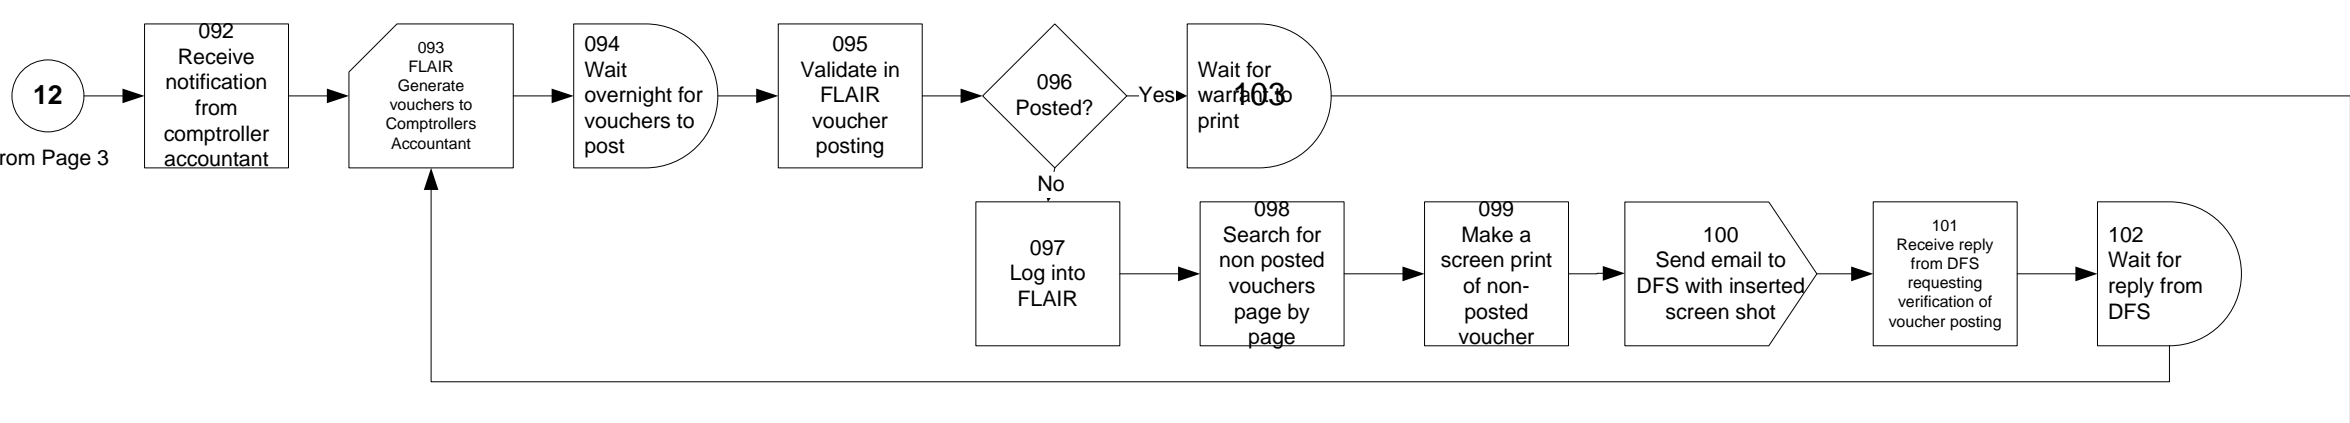 12
rom Page 3
092
Receive
notification
from
comptroller
accountant
093
FLAIR
Generate
vouchers to
Comptrollers
Accountant
094
Wait
overnight for
vouchers to
post
095
Validate in
FLAIR
voucher
posting
096
Posted?
Yes
No
103
Wait for
warrant to
print
097
Log into
FLAIR
098
Search for
non posted
vouchers
page by
page
099
Make a
screen print
of non-
posted
voucher
100
Send email to
DFS with inserted
screen shot
101
Receive reply
from DFS
requesting
verification of
voucher posting
102
Wait for
reply from
DFS